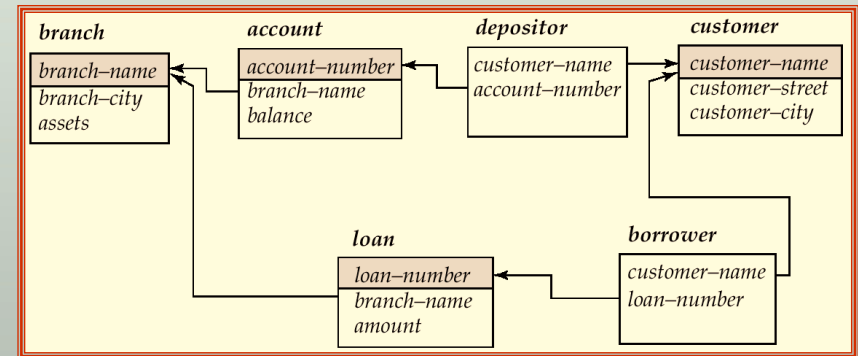 branch
branch–name
branch–city
assets
account
account–number
branch–name
balance
depositor
customer–name
account–number
customer
customer–name
customer–street
customer–city
loan
loan–number
branch–name
amount
borrower
customer–name
loan–number